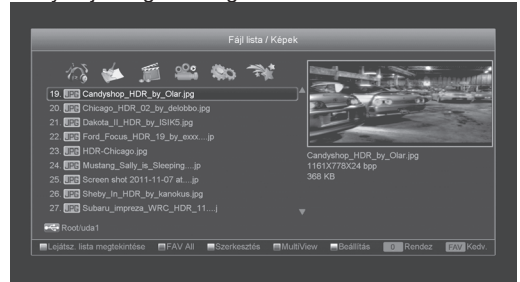 Fájl lista / Képek
19. JPG Candyshop_HDR_by_Olar.jpg
20. JPG Chicago_HDR_02_by_delobbo.jpg
21. JPG Dakota_II_HDR_by_ISIK5.jpg
22. JPG Ford_Focus_HDR_19_by_exxx....jp
23. JPG HDR-Chicago.jpg
24. JPG Mustang_Sally_is_Sleeping....jp
25. JPG Screen shot 2011-11-07 at....jp
26. JPG Sheby_In_HDR_by_kanokus.jpg
27. JPG Subaru_impreza_WRC_HDR_11....j
Candyshop_HDR_by_Olar.jpg
1161X778X24 bpp
368 KB
Root/uda1
Lejátsz. lista megtekintése FAV All Szerkesztés MultiView Beállítás 0 Rendez FAV Kedv.